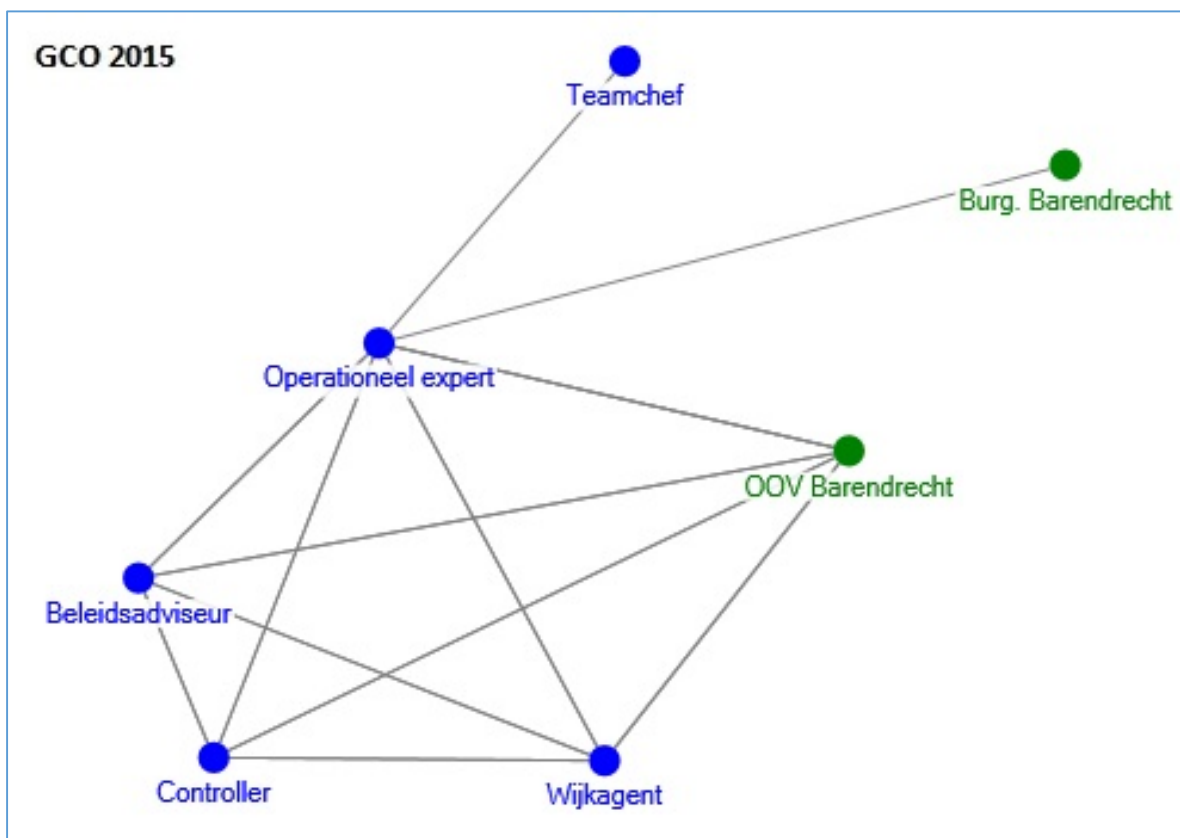 GCO 2015
Teamchef
Burg. Barendrecht
Operationeel expert
OOV Barendrecht
Beleidsadviseur
Controller
Wijkagent